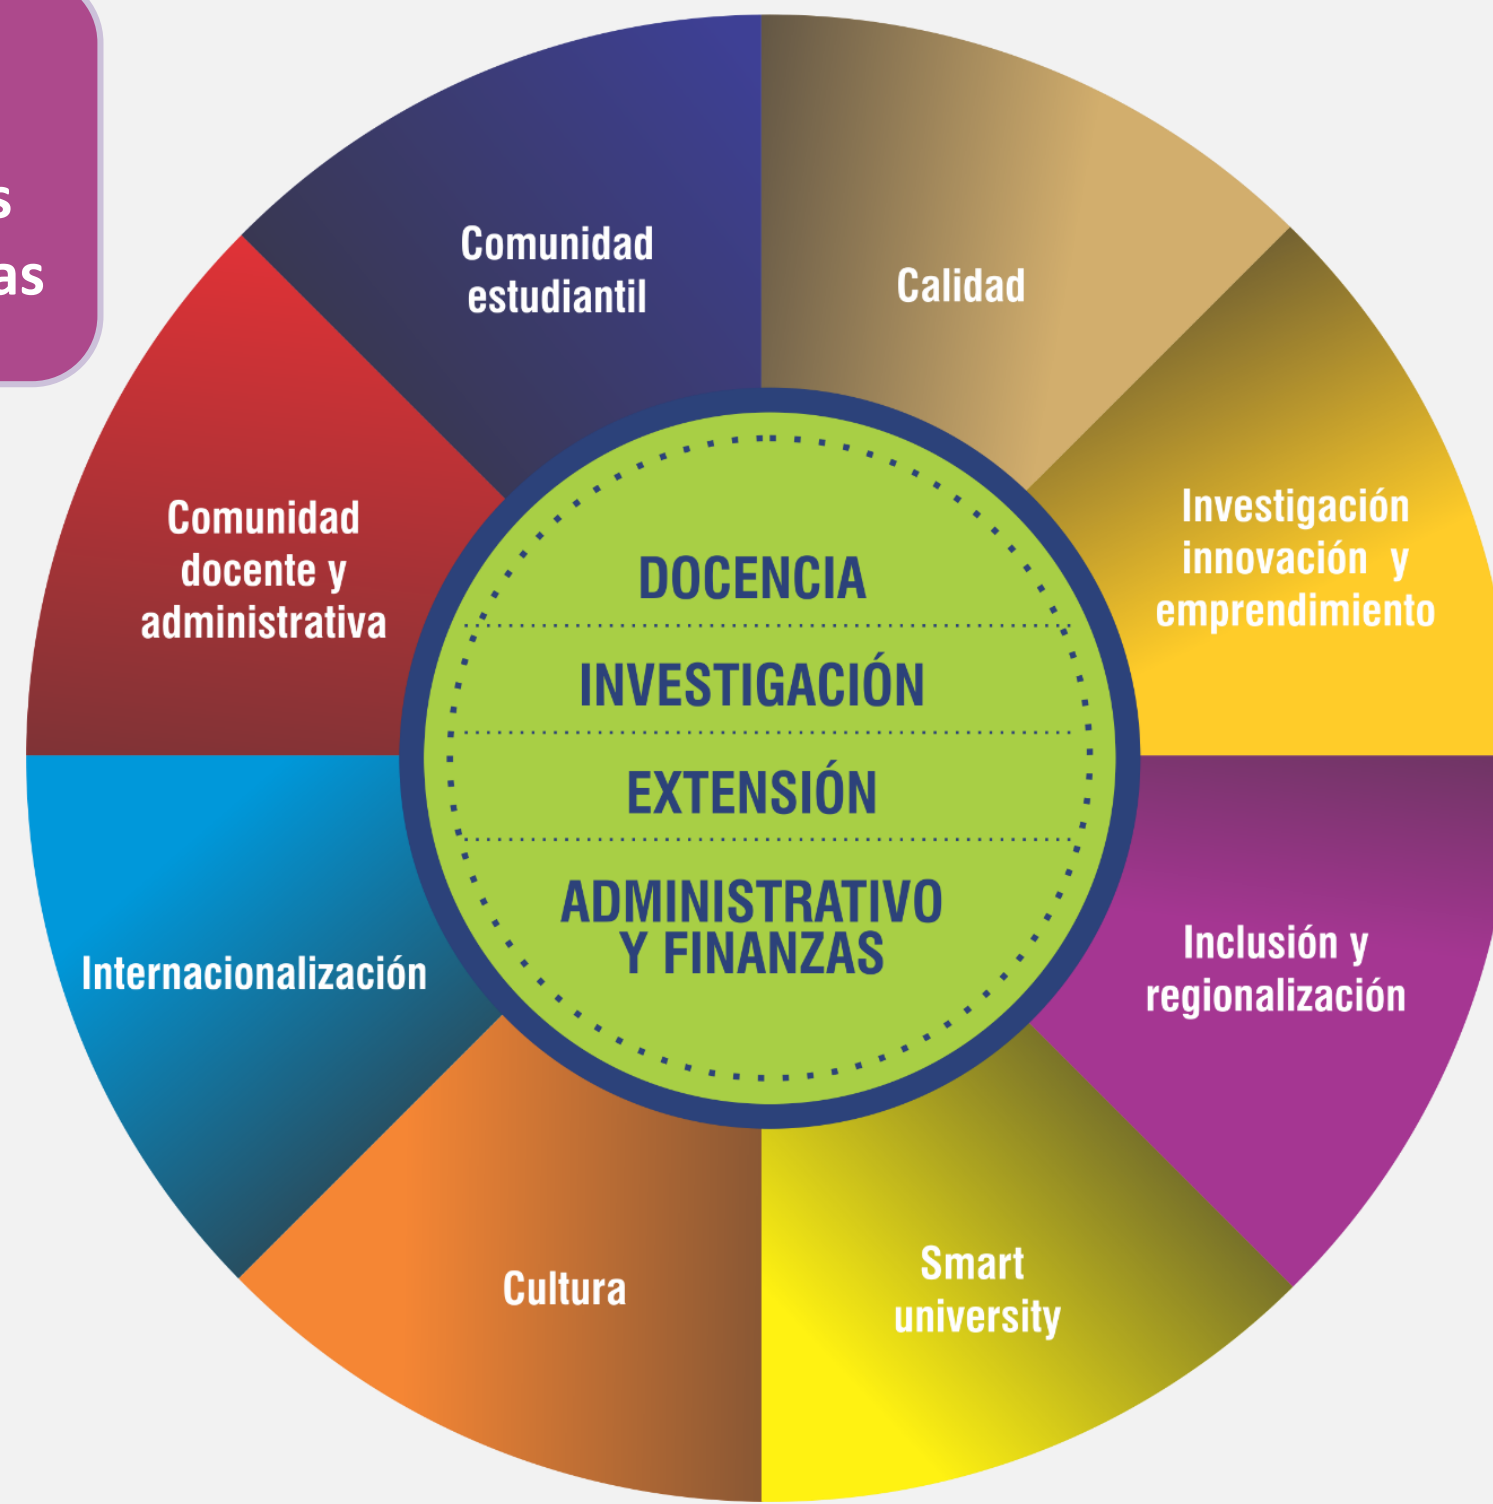 Comunidad
estudiantil
Calidad
Investigación
innovación y
emprendimiento
Inclusión y
regionalización
Smart
university
Cultura
Internacionalización
Comunidad
docente y
administrativa
DOCENCIA
INVESTIGACIÓN
EXTENSIÓN
ADMINISTRATIVO
Y FINANZAS